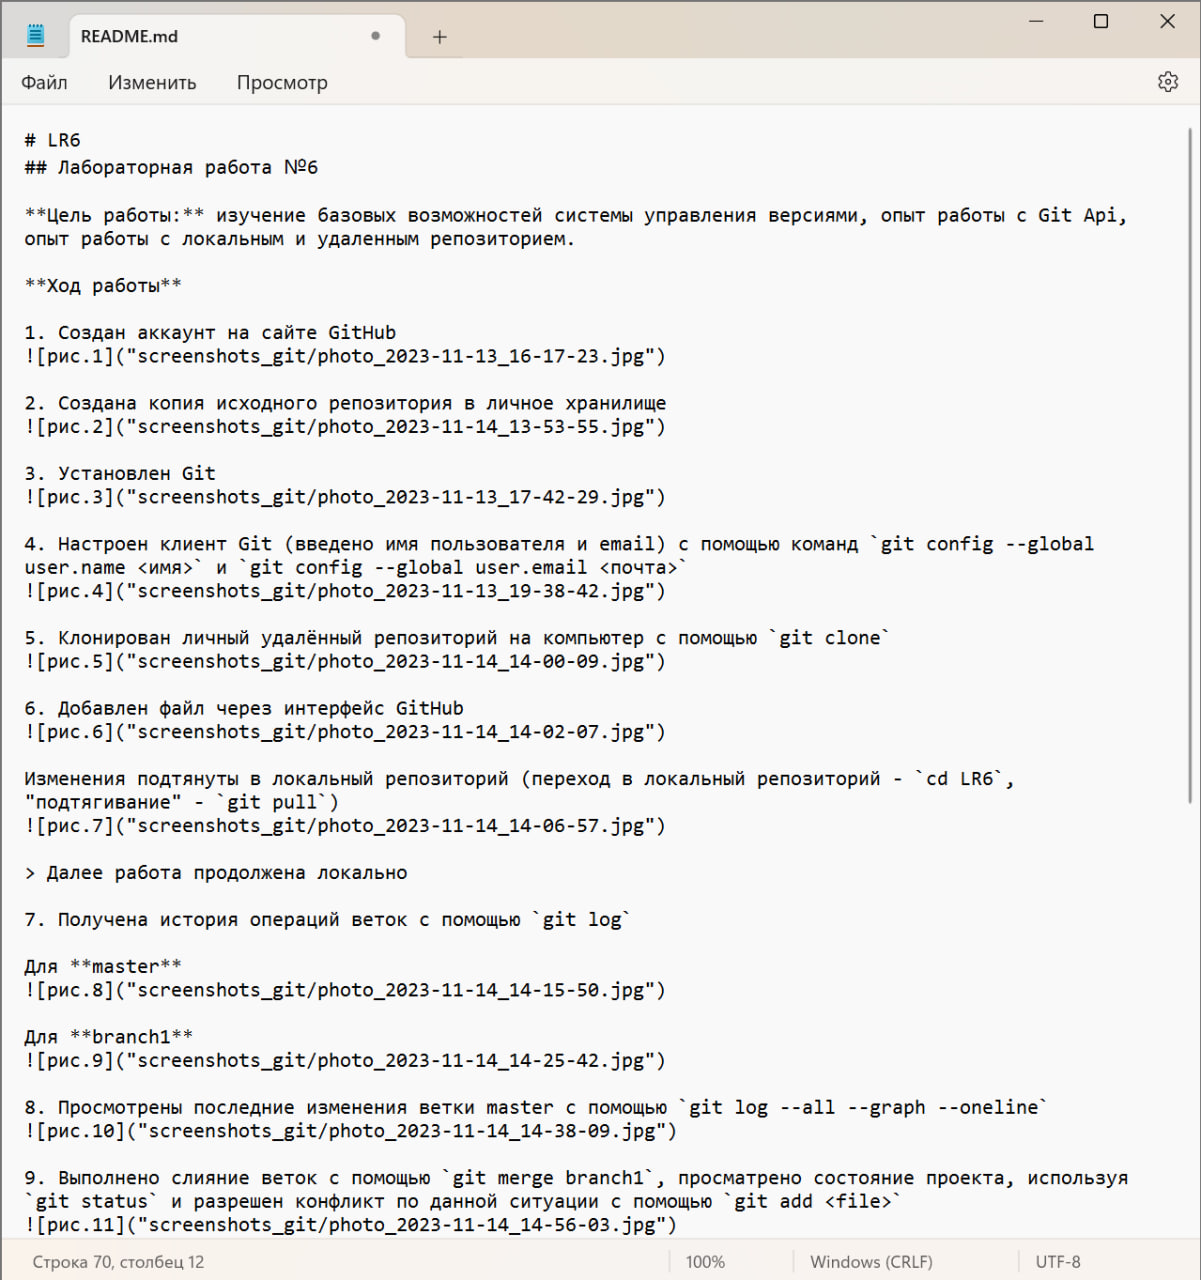 README.md
Файл Изменить Просмотр
# LR6
## Лабораторная работа №6
**Цель работы:** изучение базовых возможностей системы управления версиями, опыт работы с Git Api,
опыт работы с локальным и удаленным репозиторием.
**Ход работы**
1. Создан аккаунт на сайте GitHub
![рис.1]("screenshots_git/photo_2023-11-13_16-17-23.jpg")
2. Создана копия исходного репозитория в личное хранилище
![рис.2]("screenshots_git/photo_2023-11-14_13-53-55.jpg")
3. Установлен Git
![рис.3]("screenshots_git/photo_2023-11-13_17-42-29.jpg")
4. Настроен клиент Git (введено имя пользователя и email) с помощью команд `git config --global
user.name <имя>` и `git config --global user.email <почта>`
![рис.4]("screenshots_git/photo_2023-11-13_19-38-42.jpg")
5. Клонирован личный удалённый репозиторий на компьютер с помощью `git clone`
![рис.5]("screenshots_git/photo_2023-11-14_14-00-09.jpg")
6. Добавлен файл через интерфейс GitHub
![рис.6]("screenshots_git/photo_2023-11-14_14-02-07.jpg")
Изменения подтянуты в локальный репозиторий (переход в локальный репозиторий - `cd LR6`,
"подтягивание" - `git pull`)
![рис.7]("screenshots_git/photo_2023-11-14_14-06-57.jpg")
> Далее работа продолжена локально
7. Получена история операций веток с помощью `git log`
Для **master**
![рис.8]("screenshots_git/photo_2023-11-14_14-15-50.jpg")
Для **branch1**
![рис.9]("screenshots_git/photo_2023-11-14_14-25-42.jpg")
8. Просмотрены последние изменения ветки master с помощью `git log --all --graph --oneline`
![рис.10]("screenshots_git/photo_2023-11-14_14-38-09.jpg")
9. Выполнено слияние веток с помощью `git merge branch1`, просматрено состояние проекта, используя
`git status` и разрешен конфликт по данной ситуации с помощью `git add <file>`
![рис.11]("screenshots_git/photo_2023-11-14_14-56-03.jpg")
Строка 70, столбец 12 100% Windows (CRLF) UTF-8